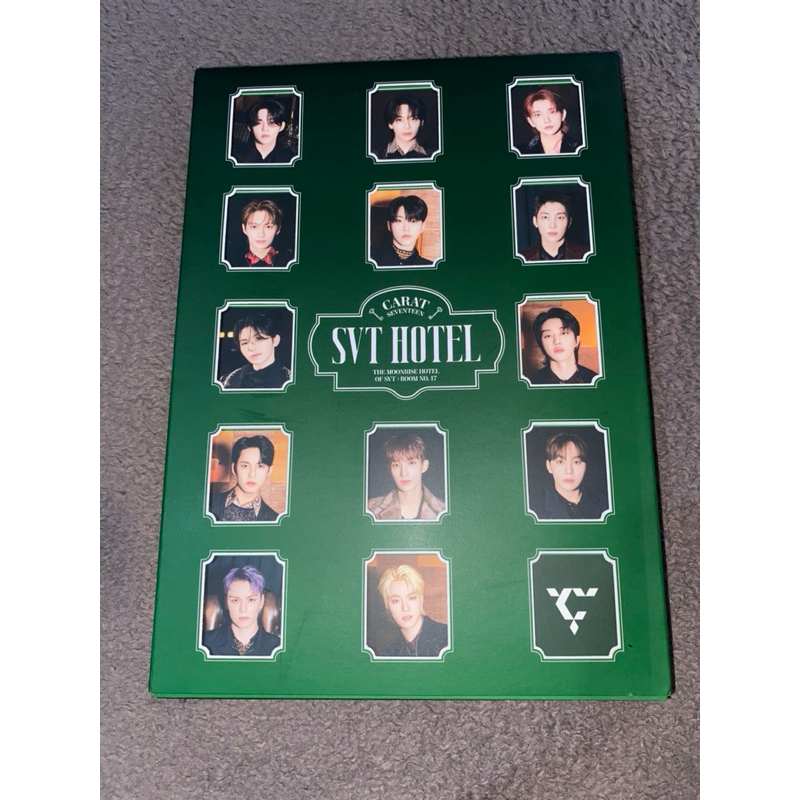 CARAT
SEVENTEEN
SVT HOTEL
THE MOONRISE HOTEL
OF SVT : ROOM NO. 17